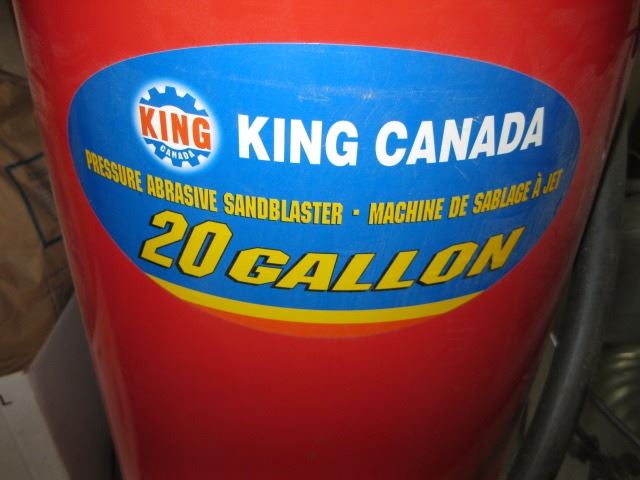 KING
CANADA
KING CANADA
PRESSURE ABRASIVE SANDBLASTER · MACHINE DE SABLAGE À JET
20 GALLON